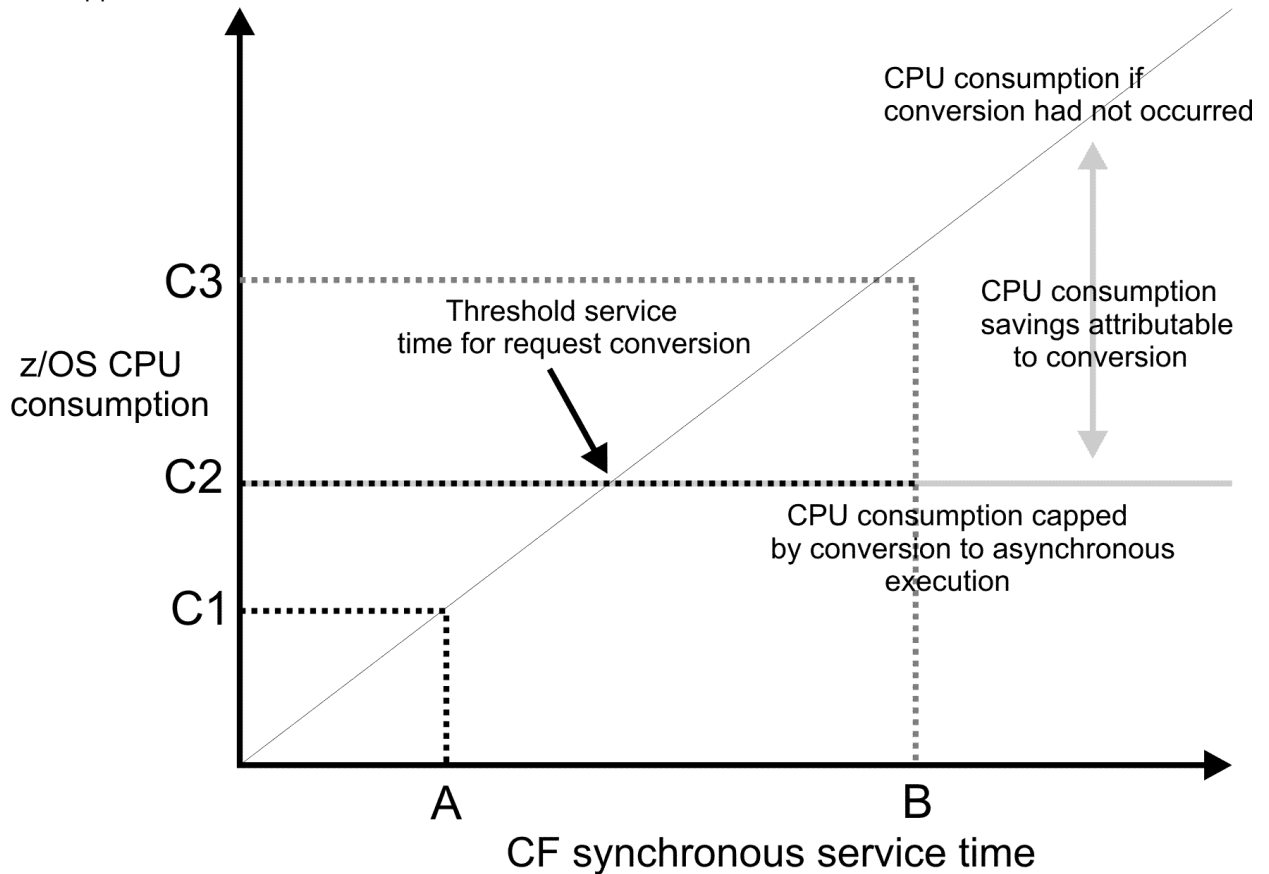 CPU consumption if
conversion had not occurred
C3
Threshold service
time for request conversion
CPU consumption
savings attributable
to conversion
z/OS CPU
consumption
C2
CPU consumption capped
by conversion to asynchronous
execution
C1
A
B
CF synchronous service time